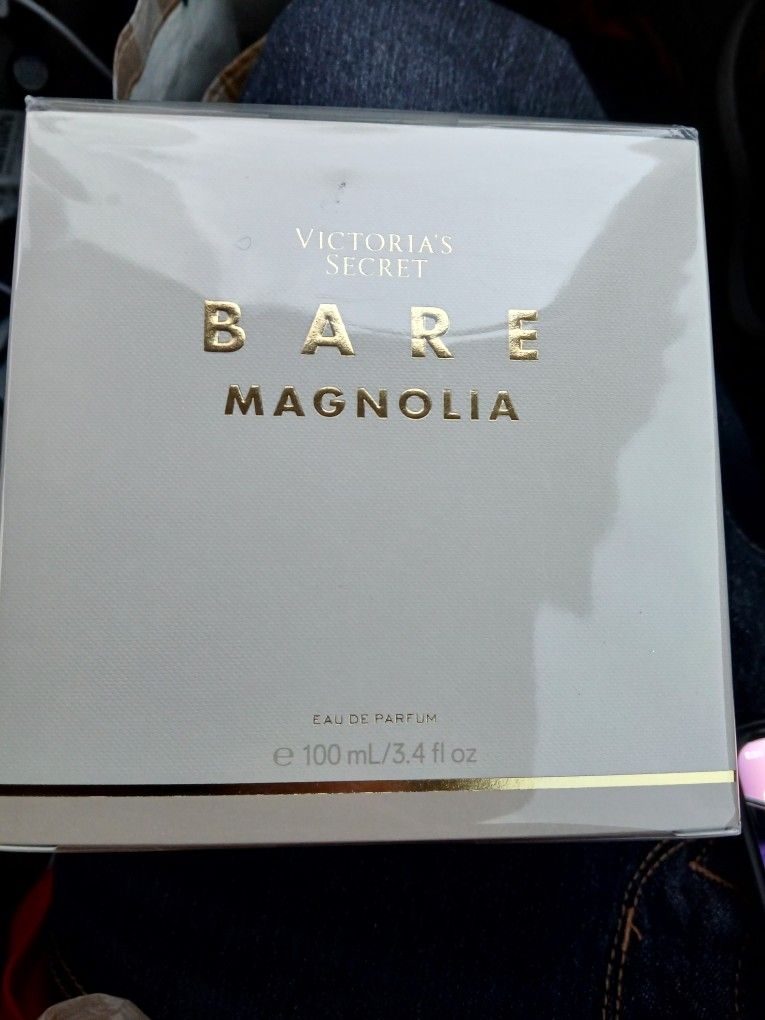 VICTORIA'S
SECRET
BARE
MAGNOLIA
EAU DE PARFUM
℮ 100 mL/3.4 fl oz